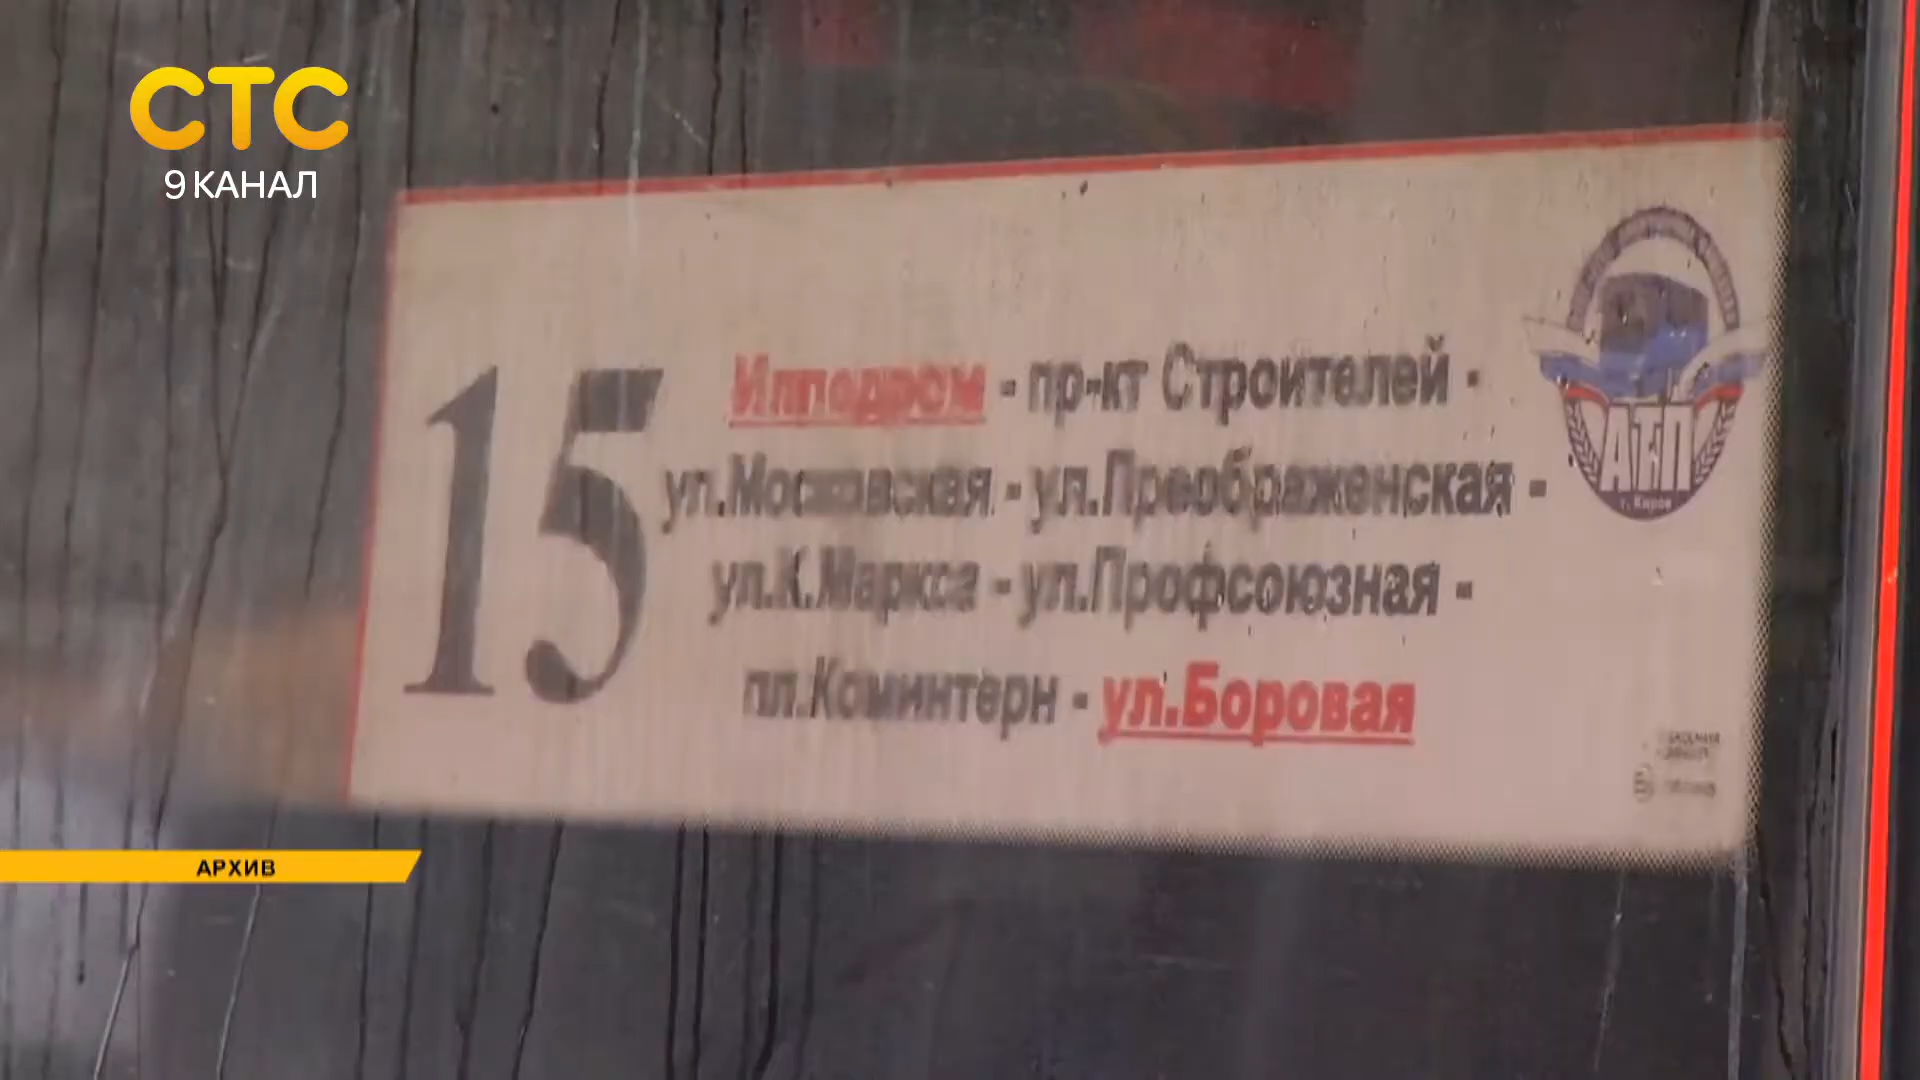 СТС
9 КАНАЛ
15
Ипподром - пр-кт Строителей -
ул.Московская - ул.Преображенская -
ул.К.Маркса - ул.Профсоюзная -
пл.Коминтерн - ул.Боровая
АТП
г. Киров
АРХИВ